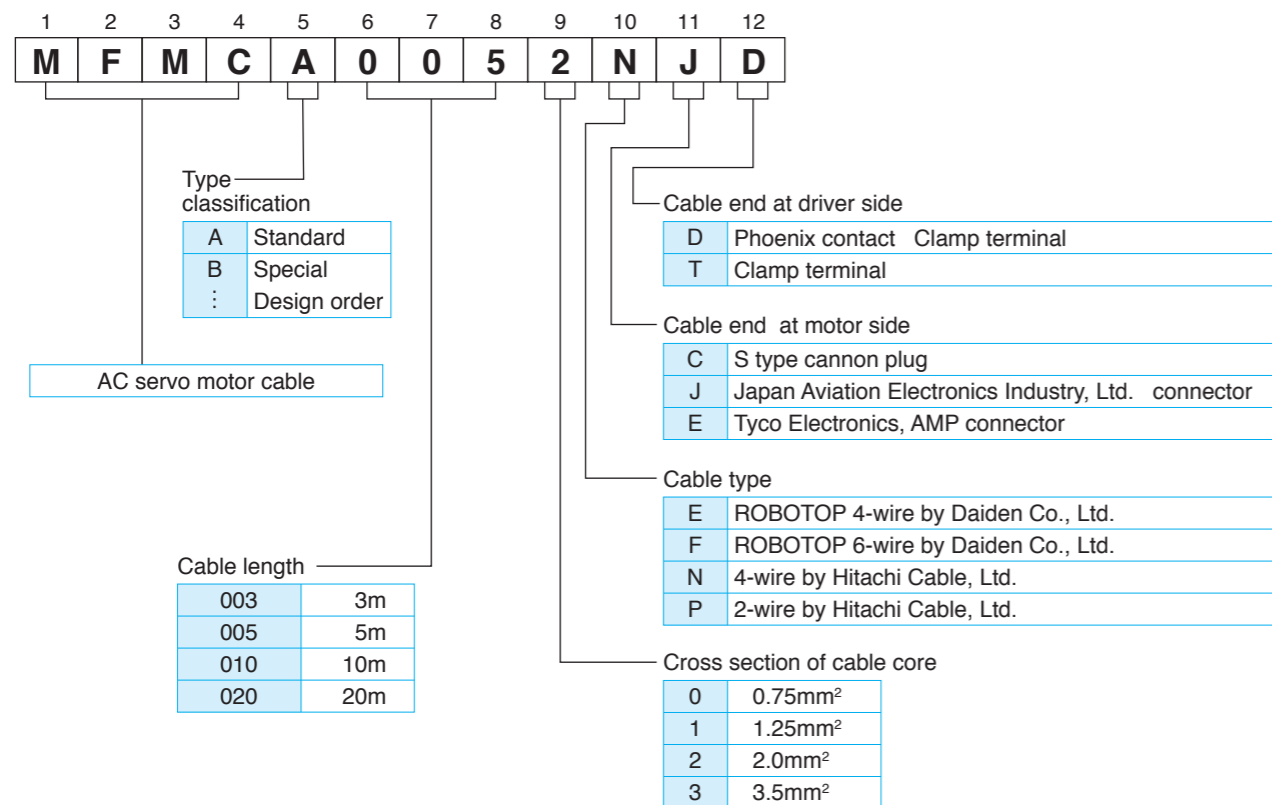 1 2 3 4 5 6 7 8 9 10 11 12
M F M C A 0 0 5 2 N J D
Type
classification
A Standard
B Special
⋮ Design order
AC servo motor cable
Cable length
003 3m
005 5m
010 10m
020 20m
Cable end at driver side
D Phoenix contact Clamp terminal
T Clamp terminal
Cable end at motor side
C S type cannon plug
J Japan Aviation Electronics Industry, Ltd. connector
E Tyco Electronics, AMP connector
Cable type
E ROBOTOP 4-wire by Daiden Co., Ltd.
F ROBOTOP 6-wire by Daiden Co., Ltd.
N 4-wire by Hitachi Cable, Ltd.
P 2-wire by Hitachi Cable, Ltd.
Cross section of cable core
0 0.75mm²
1 1.25mm²
2 2.0mm²
3 3.5mm²